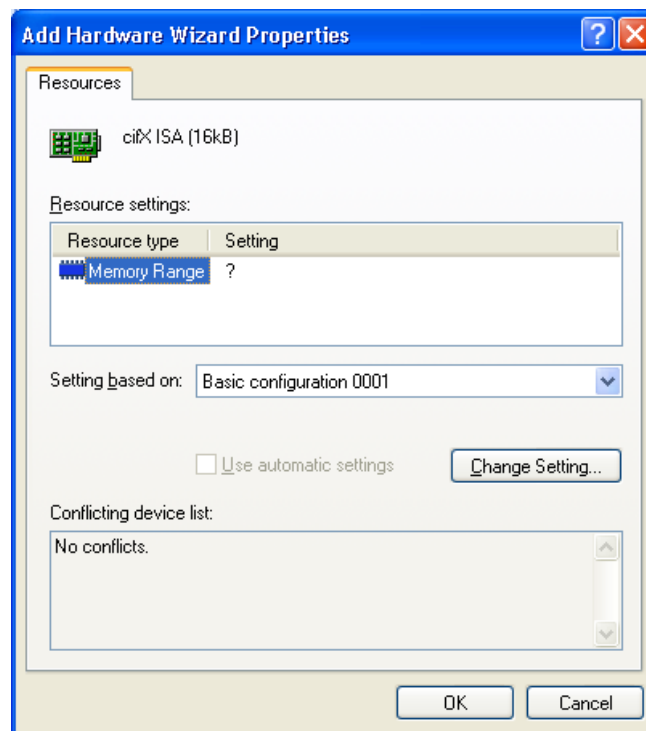 Add Hardware Wizard Properties
Resources
cifX ISA (16kB)
Resource settings:
Resource type Setting
Memory Range ?
Setting based on: Basic configuration 0001
Use automatic settings Change Setting...
Conflicting device list:
No conflicts.
OK Cancel